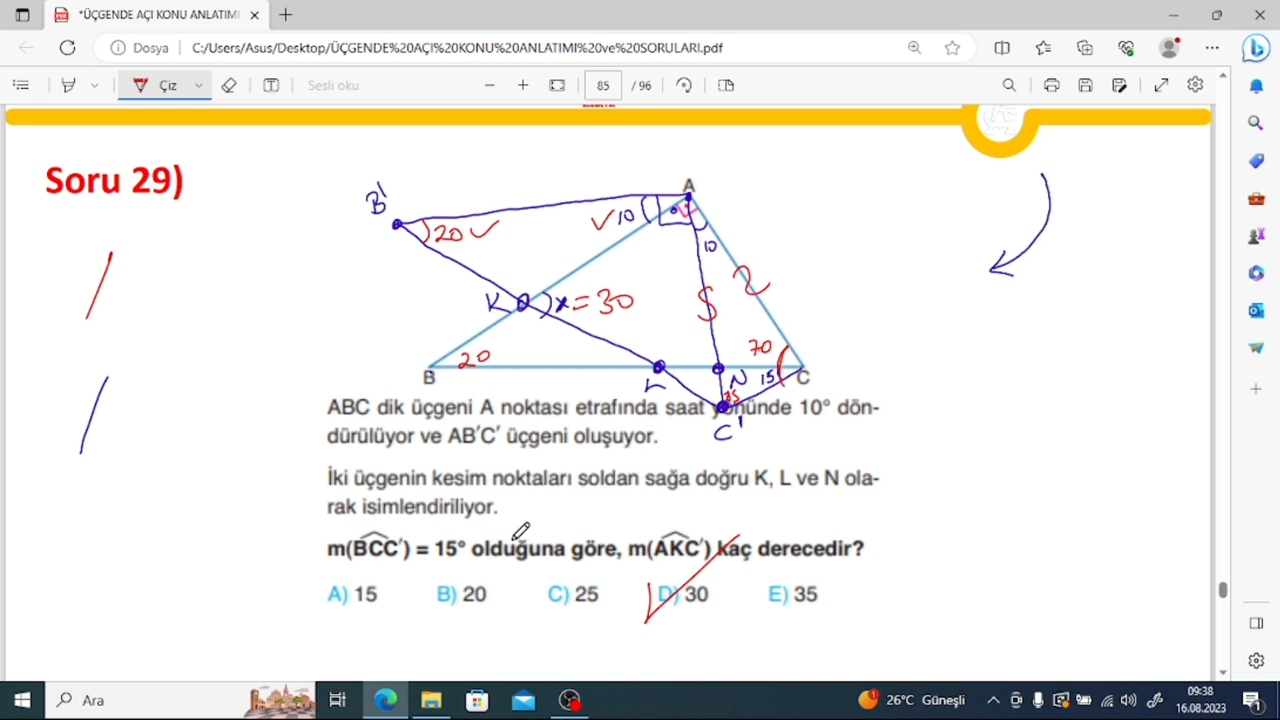 *ÜÇGENDE AÇI KONU ANLATIMI
Dosya C:/Users/Asus/Desktop/ÜÇGENDE%20AÇI%20KONU%20ANLATIMI%20ve%20SORULARI.pdf
Çiz
Sesli oku
85 / 96
Soru 29)
A
B'
10
20
10
K
x = 30
S
2
70
20
B
L
N
15
C
C'
ABC dik üçgeni A noktası etrafında saat yönünde 10° dön-
dürülüyor ve AB'C' üçgeni oluşuyor.
İki üçgenin kesim noktaları soldan sağa doğru K, L ve N ola-
rak isimlendiriliyor.
m(BCC') = 15° olduğuna göre, m(AKC') kaç derecedir?
A) 15 B) 20 C) 25 D) 30 E) 35
Ara
26°C Güneşli
09:38
16.08.2023